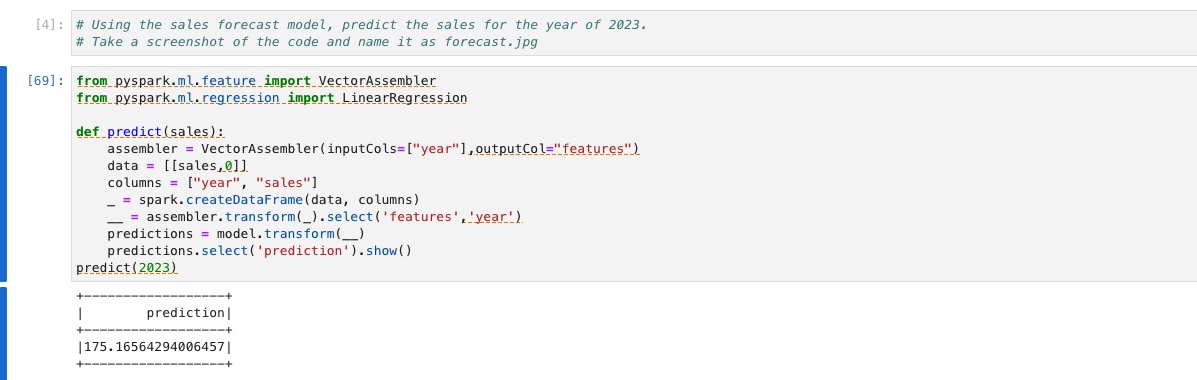 [4]: # Using the sales forecast model, predict the sales for the year of 2023.
# Take a screenshot of the code and name it as forecast.jpg
[69]: from pyspark.ml.feature import VectorAssembler
from pyspark.ml.regression import LinearRegression
def predict(sales):
    assembler = VectorAssembler(inputCols=["year"],outputCol="features")
    data = [[sales,0]]
    columns = ["year", "sales"]
    _ = spark.createDataFrame(data, columns)
    __ = assembler.transform(_).select('features','year')
    predictions = model.transform(__)
    predictions.select('prediction').show()
predict(2023)
+------------------+
|        prediction|
+------------------+
|175.16564294006457|
+------------------+